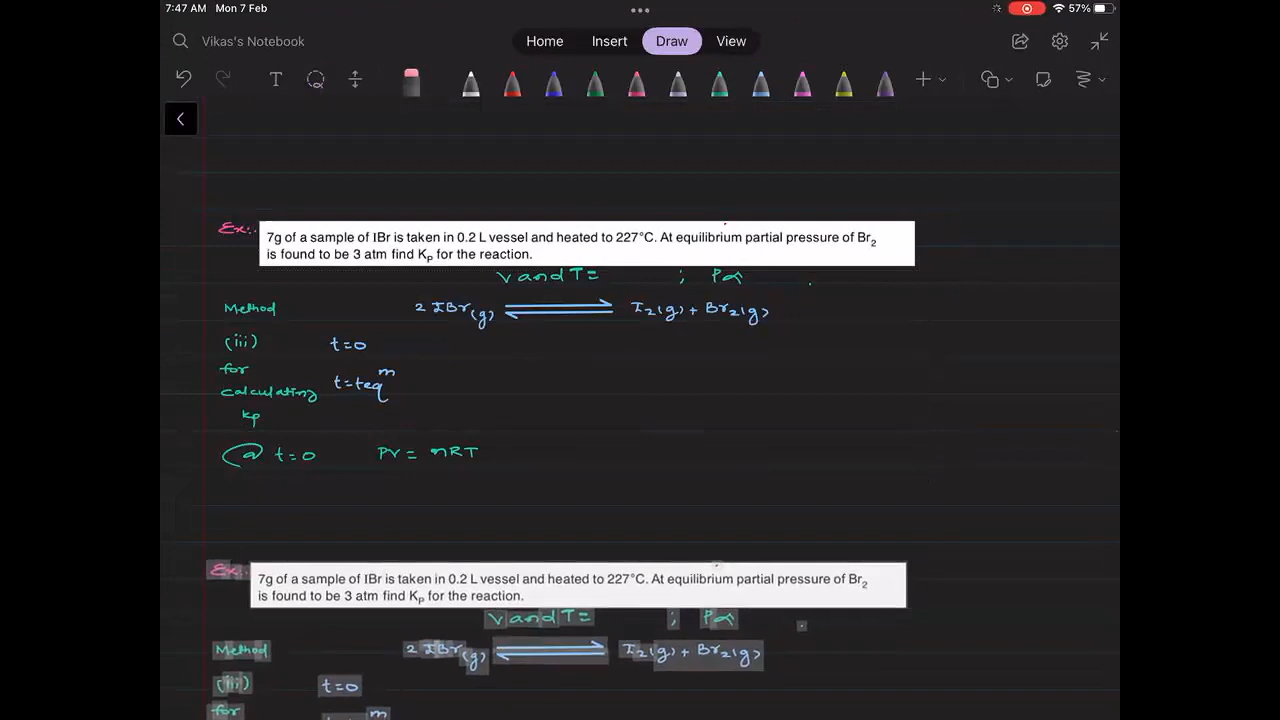 7:47 AM Mon 7 Feb
57%
Vikas's Notebook
Home Insert Draw View
Ex:-
7g of a sample of IBr is taken in 0.2 L vessel and heated to 227°C. At equilibrium partial pressure of Br₂
is found to be 3 atm find Kₚ for the reaction.
V and T = ; P∝
Method 2 IBr(g) ⇌ I₂(g) + Br₂(g)
(iii) t=0
for t=teqᵐ
calculating
Kp
@ t=0 PV = nRT
Ex:-
7g of a sample of IBr is taken in 0.2 L vessel and heated to 227°C. At equilibrium partial pressure of Br₂
is found to be 3 atm find Kₚ for the reaction.
V and T = ; P∝
Method 2 IBr(g) ⇌ I₂(g) + Br₂(g)
(iii) t=0
for m